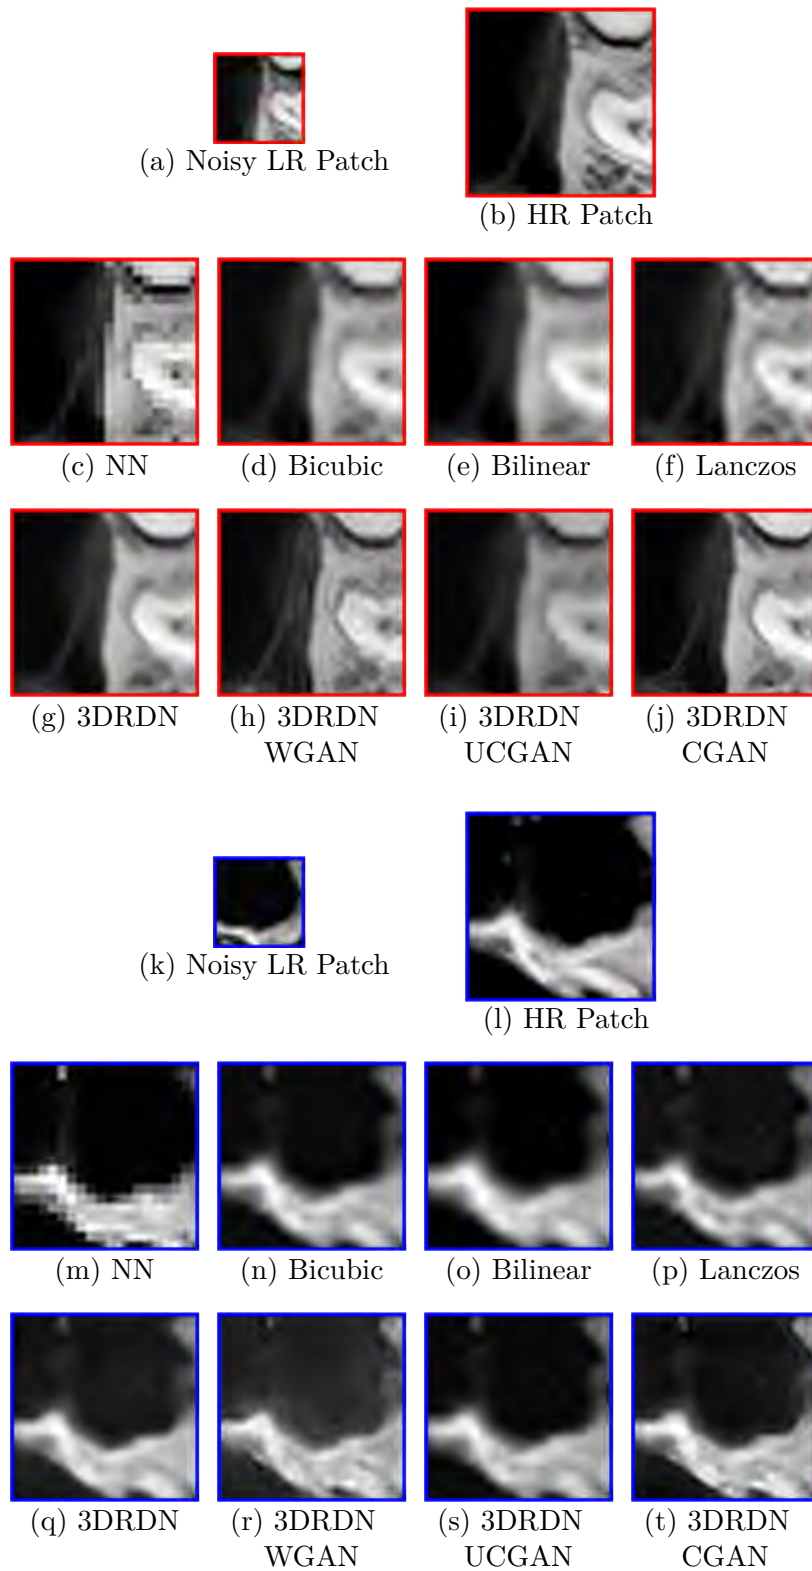 (a) Noisy LR Patch
(b) HR Patch
(c) NN
(d) Bicubic
(e) Bilinear
(f) Lanczos
(g) 3DRDN
(h) 3DRDN
WGAN
(i) 3DRDN
UCGAN
(j) 3DRDN
CGAN
(k) Noisy LR Patch
(l) HR Patch
(m) NN
(n) Bicubic
(o) Bilinear
(p) Lanczos
(q) 3DRDN
(r) 3DRDN
WGAN
(s) 3DRDN
UCGAN
(t) 3DRDN
CGAN